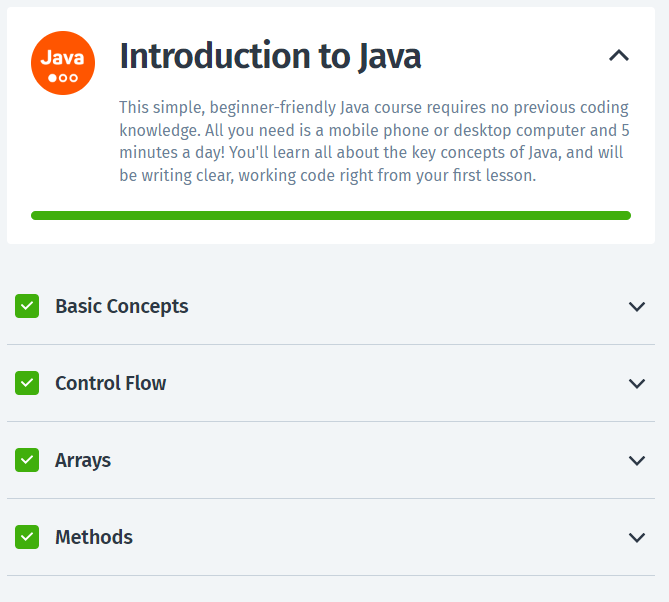 Java
Introduction to Java
This simple, beginner-friendly Java course requires no previous coding
knowledge. All you need is a mobile phone or desktop computer and 5
minutes a day! You'll learn all about the key concepts of Java, and will
be writing clear, working code right from your first lesson.
Basic Concepts
Control Flow
Arrays
Methods